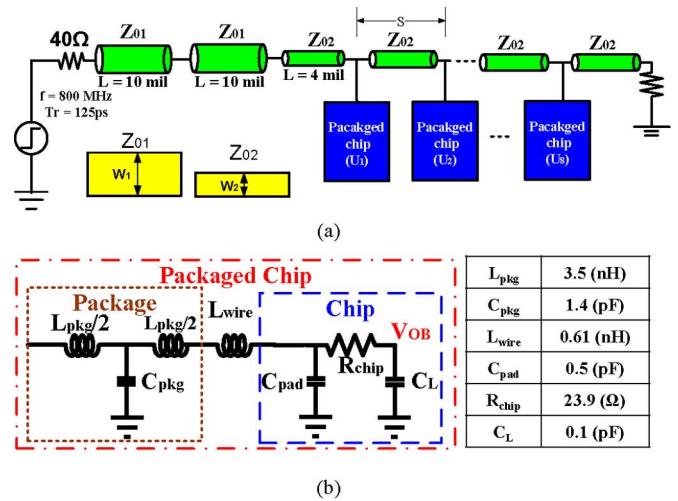 S
Z01 Z01 Z02 Z02 Z02 Z02
40Ω
L = 10 mil L = 10 mil L = 4 mil
f = 800 MHz
Tr = 125ps
Z01 Z02
W1 W2
Pacakged chip (U1)
Pacakged chip (U2)
Packaged chip (U8)
(a)
Packaged Chip
Package
Chip
Lpkg/2 Lpkg/2 Lwire
VOB
Cpkg Cpad Rchip CL
Lpkg 3.5 (nH)
Cpkg 1.4 (pF)
Lwire 0.61 (nH)
Cpad 0.5 (pF)
Rchip 23.9 (Ω)
CL 0.1 (pF)
(b)